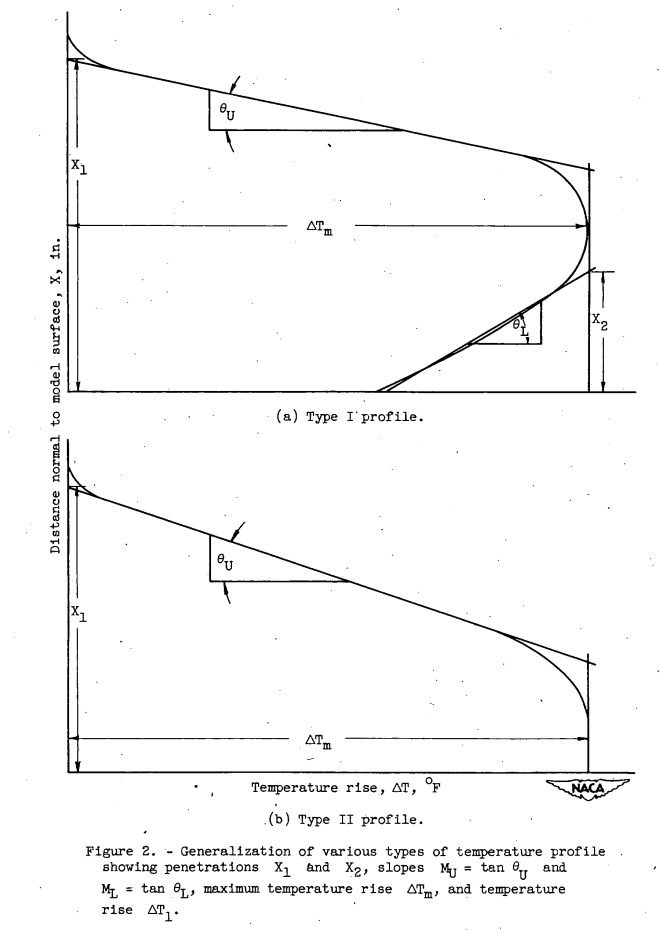 Distance normal to model surface, X, in.
θU
X1
ΔTm
θL
X2
(a) Type I profile.
θU
X1
ΔTm
Temperature rise, ΔT, °F
NACA
(b) Type II profile.
Figure 2. - Generalization of various types of temperature profile
showing penetrations X1 and X2, slopes MU = tan θU and
ML = tan θL, maximum temperature rise ΔTm, and temperature
rise ΔT1.